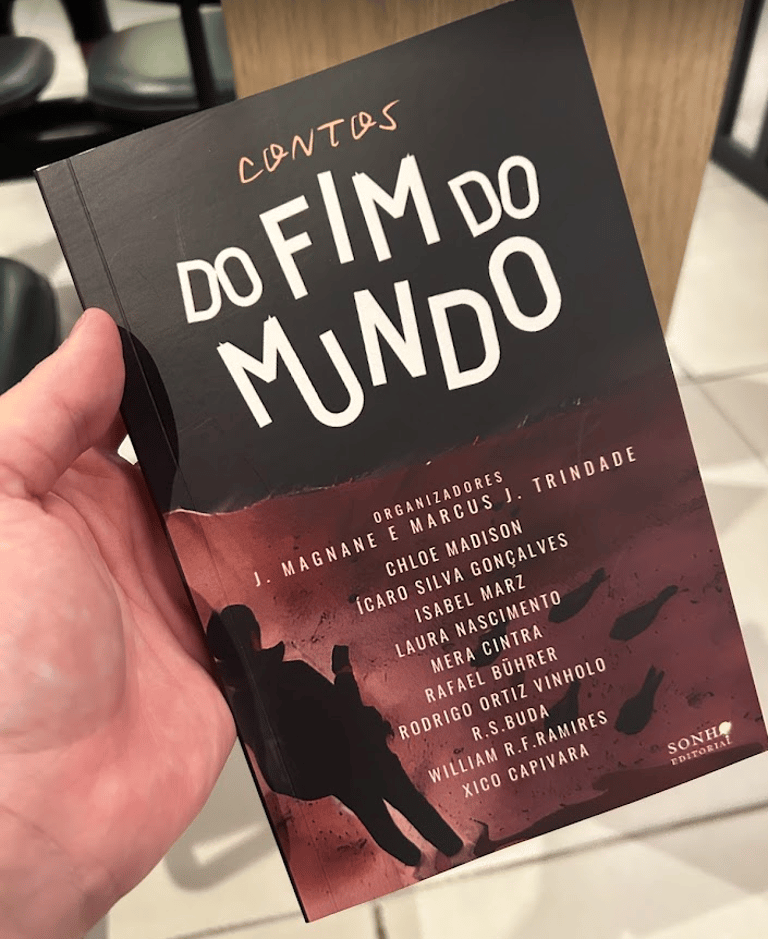 CONTOS
DO FIM DO
MUNDO
ORGANIZADORES
J. MAGNANE E MARCUS J. TRINDADE
CHLOE MADISON
ÍCARO SILVA GONÇALVES
ISABEL MARZ
LAURA NASCIMENTO
MERA CINTRA
RAFAEL BÜHRER
RODRIGO ORTIZ VINHOLO
R.S.BUDA
WILLIAM R.F.RAMIRES
XICO CAPIVARA
SONHO
EDITORIAL